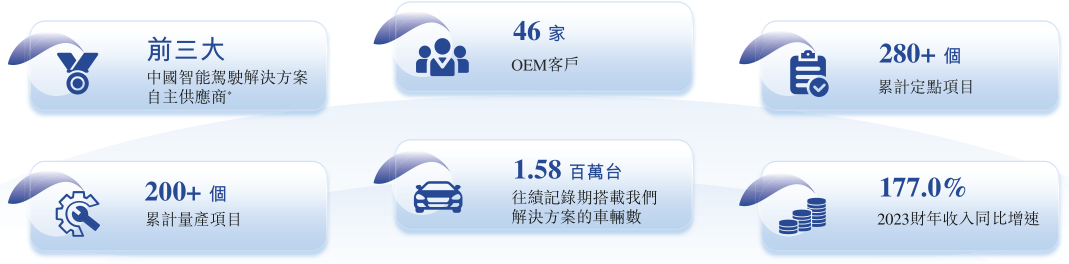 前三大
中國智能駕駛解決方案
自主供應商*
46 家
OEM客戶
280+ 個
累計定點項目
200+ 個
累計量產項目
1.58 百萬台
往績記錄期搭載我們
解決方案的車輛數
177.0%
2023財年收入同比增速